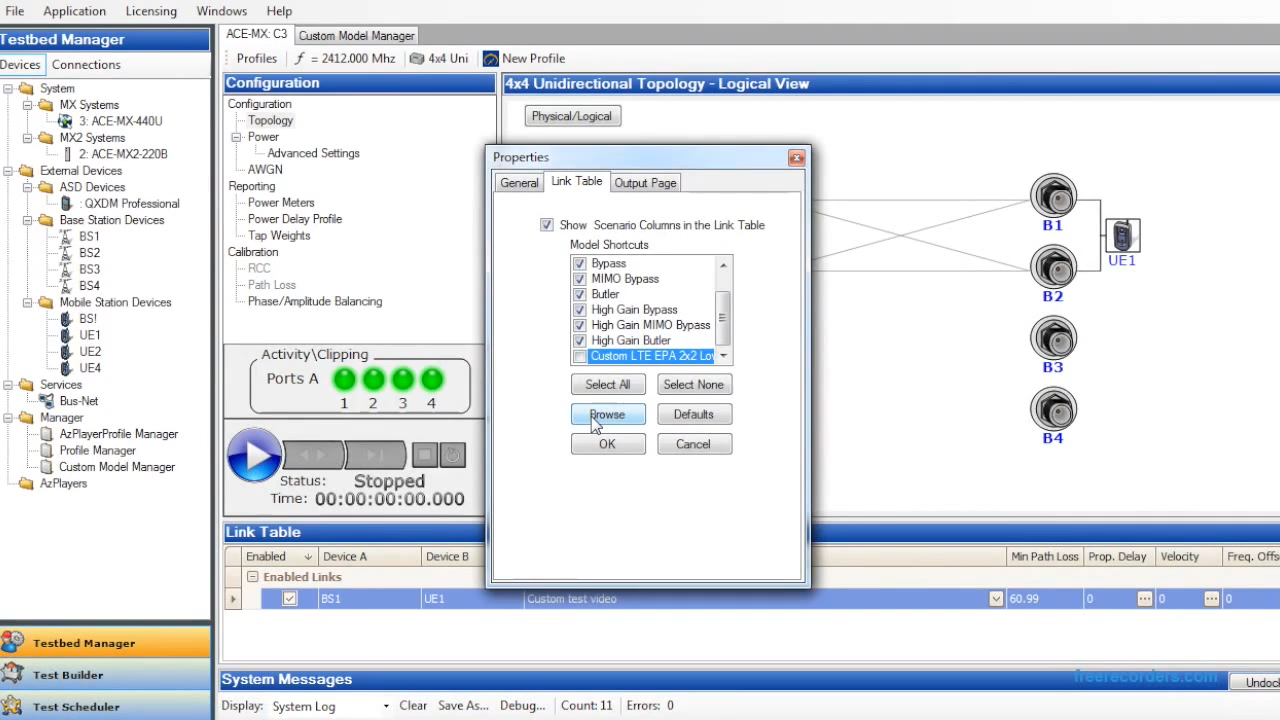 File Application Licensing Windows Help
Testbed Manager
Devices Connections
System
MX Systems
3: ACE-MX-440U
MX2 Systems
2: ACE-MX2-220B
External Devices
ASD Devices
: QXDM Professional
Base Station Devices
BS1
BS2
BS3
BS4
Mobile Station Devices
BS!
UE1
UE2
UE4
Services
Bus-Net
Manager
AzPlayerProfile Manager
Profile Manager
Custom Model Manager
AzPlayers
Testbed Manager
Test Builder
Test Scheduler
ACE-MX: C3 Custom Model Manager
Profiles f = 2412.000 Mhz 4x4 Uni New Profile
Configuration
Configuration
Topology
Power
Advanced Settings
AWGN
Reporting
Power Meters
Power Delay Profile
Tap Weights
Calibration
RCC
Path Loss
Phase/Amplitude Balancing
Activity\Clipping
Ports A
1 2 3 4
Status: Stopped
Time: 00:00:00:00.000
4x4 Unidirectional Topology - Logical View
Physical/Logical
B1
UE1
B2
B3
B4
Properties
General Link Table Output Page
Show Scenario Columns in the Link Table
Model Shortcuts
Bypass
MIMO Bypass
Butler
High Gain Bypass
High Gain MIMO Bypass
High Gain Butler
Custom LTE EPA 2x2 Lov
Select All Select None
Browse Defaults
OK Cancel
Link Table
Enabled Device A Device B Min Path Loss Prop. Delay Velocity Freq. Offs
Enabled Links
BS1 UE1 Custom test video 60.99 0 ... 0 ... 0
System Messages
freerecorders.com
Undock
Display: System Log Clear Save As... Debug... Count: 11 Errors: 0